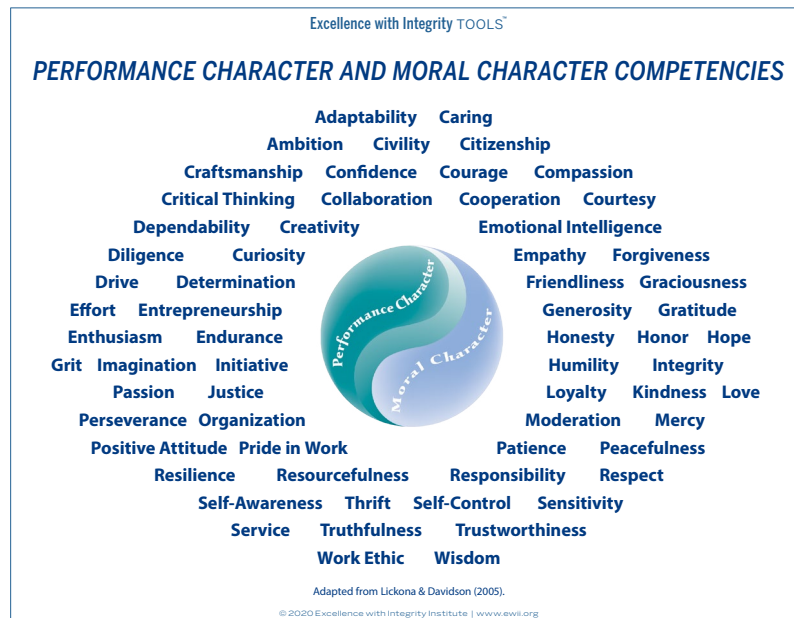 Excellence with Integrity TOOLS™
PERFORMANCE CHARACTER AND MORAL CHARACTER COMPETENCIES
Adaptability Caring
Ambition Civility Citizenship
Craftsmanship Confidence Courage Compassion
Critical Thinking Collaboration Cooperation Courtesy
Dependability Creativity Emotional Intelligence
Diligence Curiosity Empathy Forgiveness
Drive Determination Friendliness Graciousness
Effort Entrepreneurship Generosity Gratitude
Enthusiasm Endurance Honesty Honor Hope
Grit Imagination Initiative Humility Integrity
Passion Justice Loyalty Kindness Love
Perseverance Organization Moderation Mercy
Positive Attitude Pride in Work Patience Peacefulness
Resilience Resourcefulness Responsibility Respect
Self-Awareness Thrift Self-Control Sensitivity
Service Truthfulness Trustworthiness
Work Ethic Wisdom
Performance Character
Moral Character
Adapted from Lickona & Davidson (2005).
© 2020 Excellence with Integrity Institute | www.ewii.org